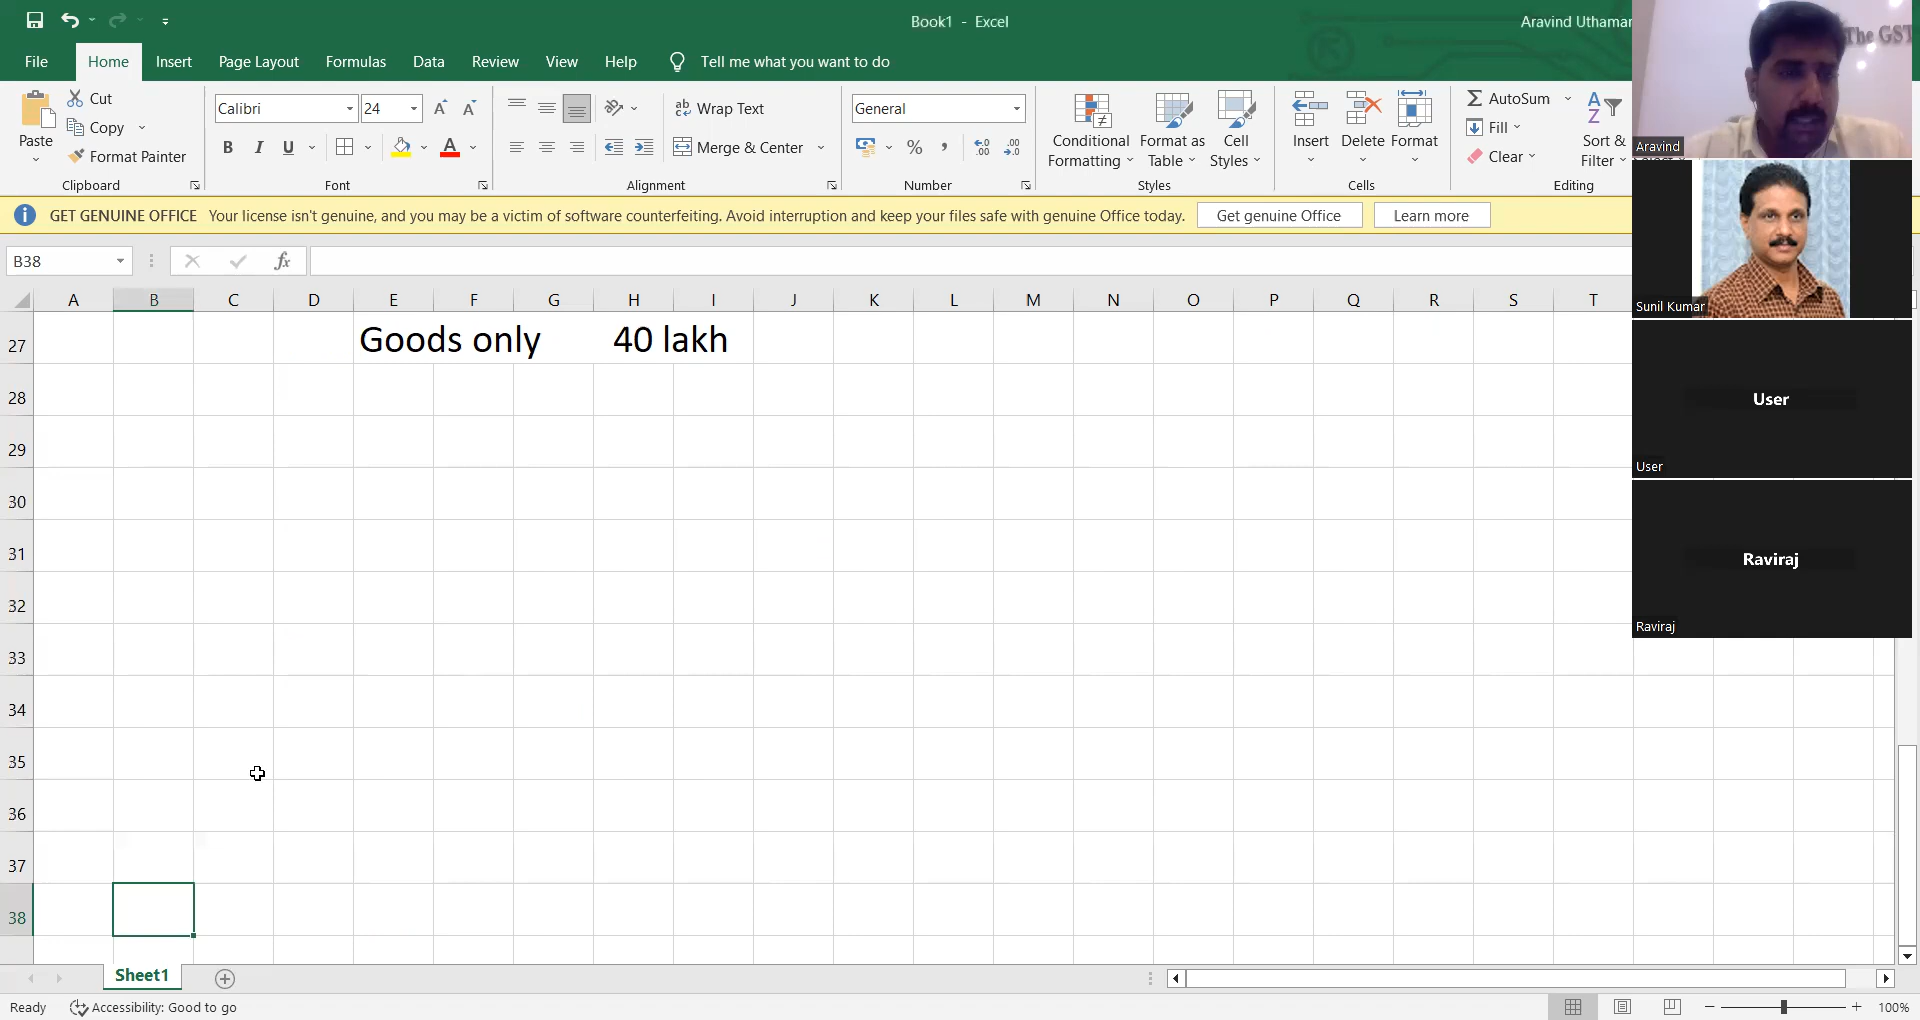 Book1 - Excel
Aravind Uthaman
The GST
File Home Insert Page Layout Formulas Data Review View Help Tell me what you want to do
Cut
Copy
Format Painter
Paste
Clipboard
Calibri 24
B I U
Font
Wrap Text
Merge & Center
Alignment
General
% ,
Number
Conditional Formatting
Format as Table
Cell Styles
Styles
Insert Delete Format
Cells
AutoSum
Fill
Clear
Sort & Filter
Editing
GET GENUINE OFFICE Your license isn't genuine, and you may be a victim of software counterfeiting. Avoid interruption and keep your files safe with genuine Office today. Get genuine Office Learn more
B38 fx
A B C D E F G H I J K L M N O P Q R S T
27 Goods only 40 lakh
28
29
30
31
32
33
34
35
36
37
38
Aravind
Sunil Kumar
User
User
Raviraj
Raviraj
Sheet1
Ready Accessibility: Good to go 100%